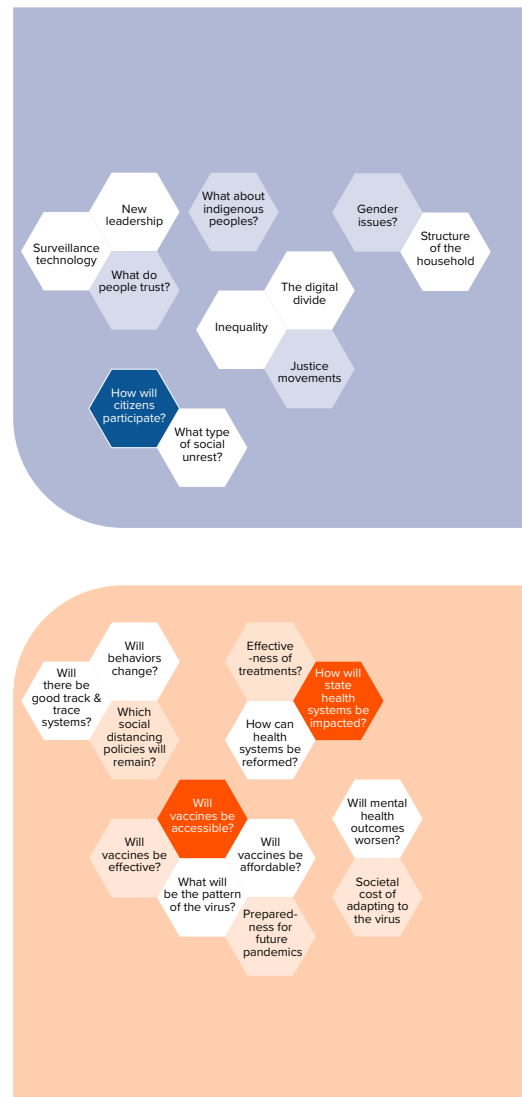 New
leadership
What about
indigenous
peoples?
Gender
issues?
Surveillance
technology
Structure
of the
household
What do
people trust?
The digital
divide
Inequality
Justice
movements
How will
citizens
participate?
What type
of social
unrest?
Will
behaviors
change?
Effective
-ness of
treatments?
Will
there be
good track &
trace
systems?
How will
state
health
systems be
impacted?
Which
social
distancing
policies will
remain?
How can
health
systems be
reformed?
Will
vaccines be
accessible?
Will mental
health
outcomes
worsen?
Will
vaccines be
effective?
Will
vaccines be
affordable?
What will
be the pattern
of the virus?
Societal
cost of
adapting to
the virus
Prepared-
ness for
future
pandemics